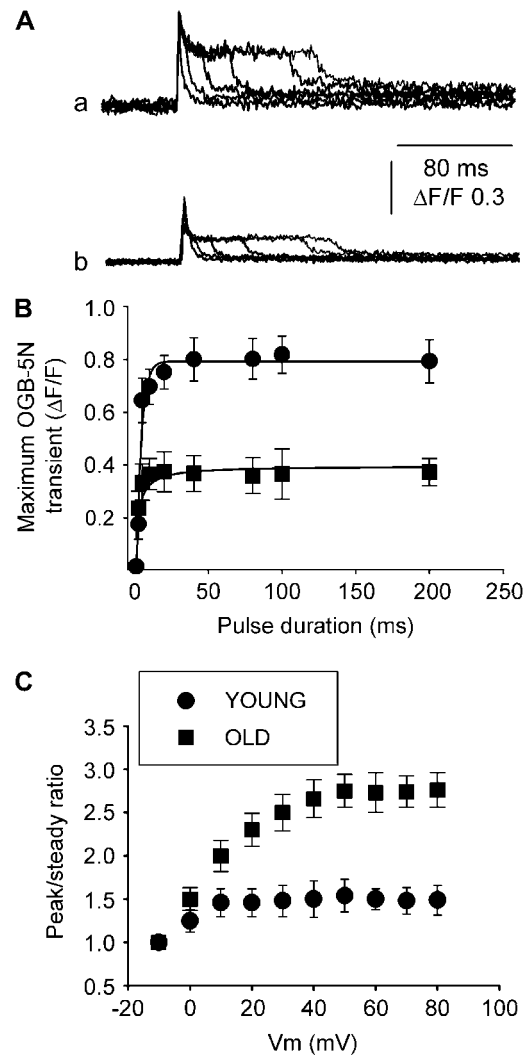 A
a
80 ms
ΔF/F 0.3
b
B
Maximum OGB-5N
transient (ΔF/F)
1.0
0.8
0.6
0.4
0.2
0 50 100 150 200 250
Pulse duration (ms)
C
YOUNG
OLD
Peak/steady ratio
3.5
3.0
2.5
2.0
1.5
1.0
0.5
-20 0 20 40 60 80 100
Vm (mV)